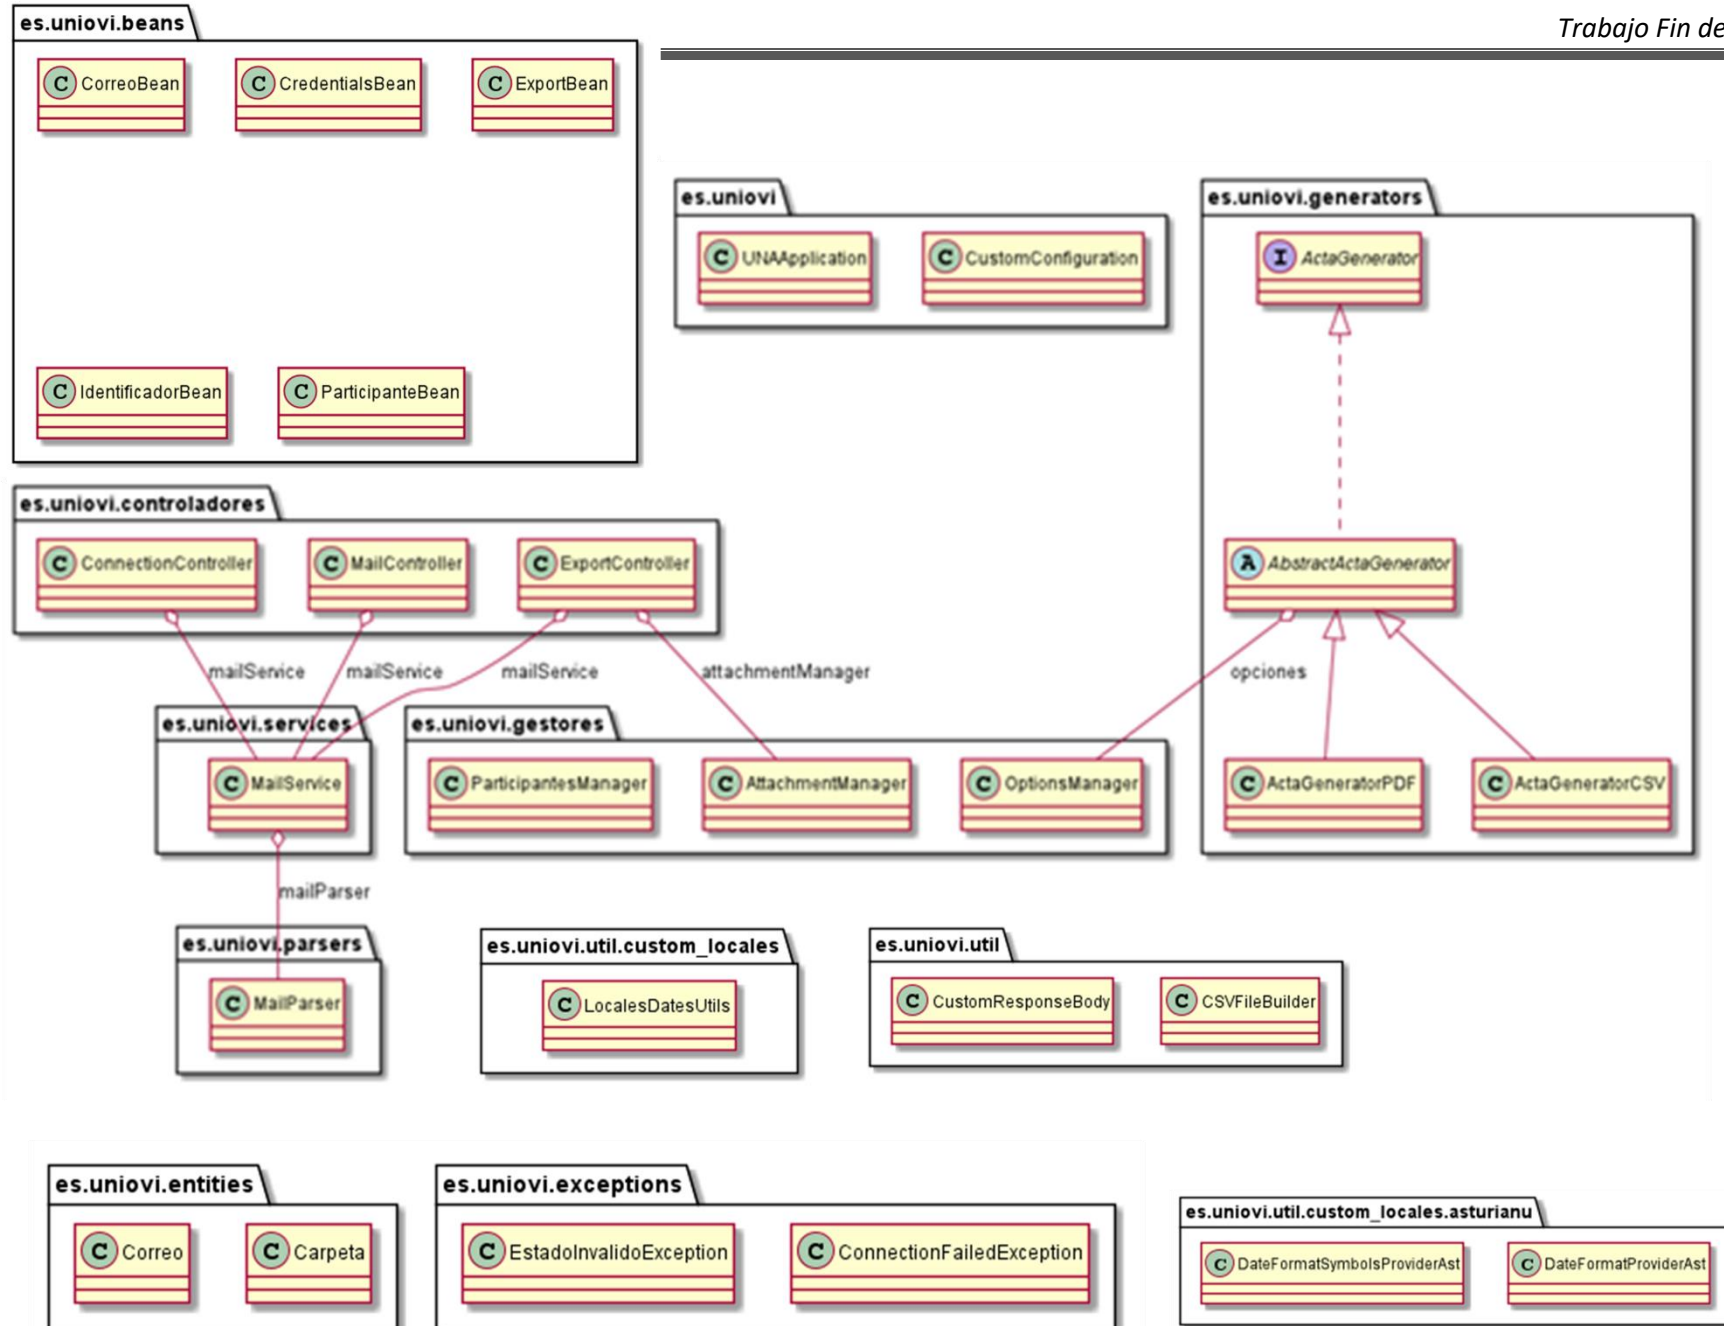 Trabajo Fin de
es.uniovi.beans
C CorreoBean
C CredentialsBean
C ExportBean
C IdentificadorBean
C ParticipanteBean
es.uniovi
C UNAApplication
C CustomConfiguration
es.uniovi.generators
I ActaGenerator
A AbstractActaGenerator
opciones
C ActaGeneratorPDF
C ActaGeneratorCSV
es.uniovi.controladores
C ConnectionController
C MailController
C ExportController
mailService
mailService
mailService
attachmentManager
es.uniovi.services
C MailService
es.uniovi.gestores
C ParticipantesManager
C AttachmentManager
C OptionsManager
mailParser
es.uniovi.parsers
C MailParser
es.uniovi.util.custom_locales
C LocalesDatesUtils
es.uniovi.util
C CustomResponseBody
C CSVFileBuilder
es.uniovi.entities
C Correo
C Carpeta
es.uniovi.exceptions
C EstadoInvalidoException
C ConnectionFailedException
es.uniovi.util.custom_locales.asturianu
C DateFormatSymbolsProviderAst
C DateFormatProviderAst